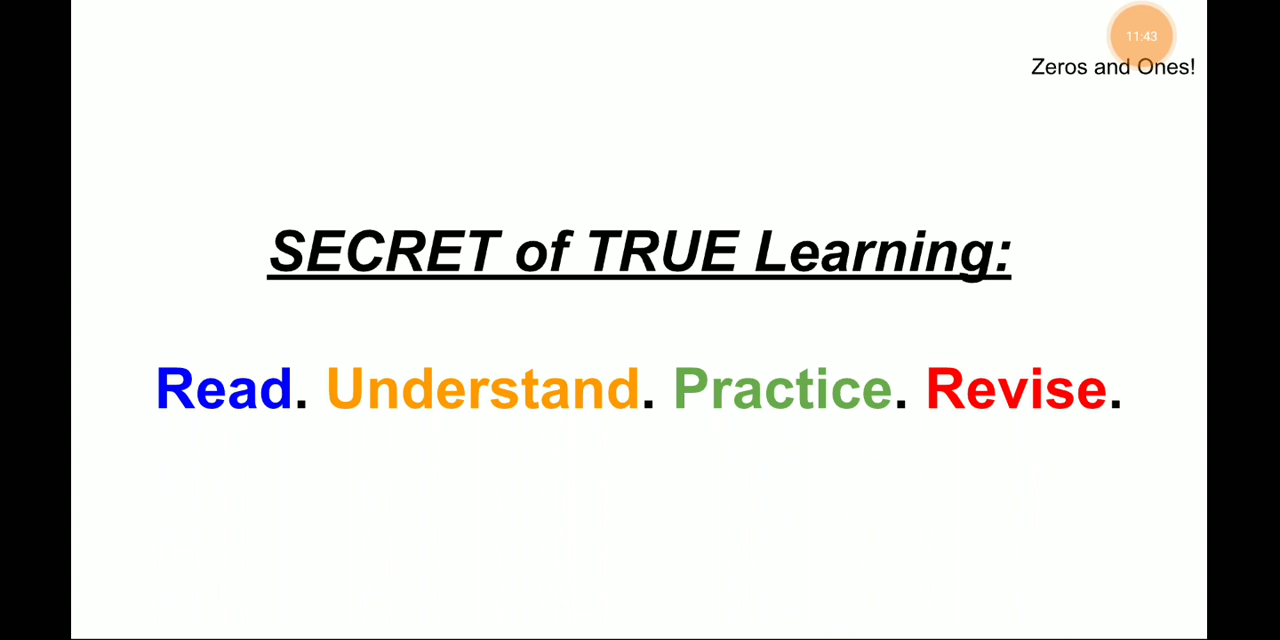 11:43
Zeros and Ones!
SECRET of TRUE Learning:
Read. Understand. Practice. Revise.